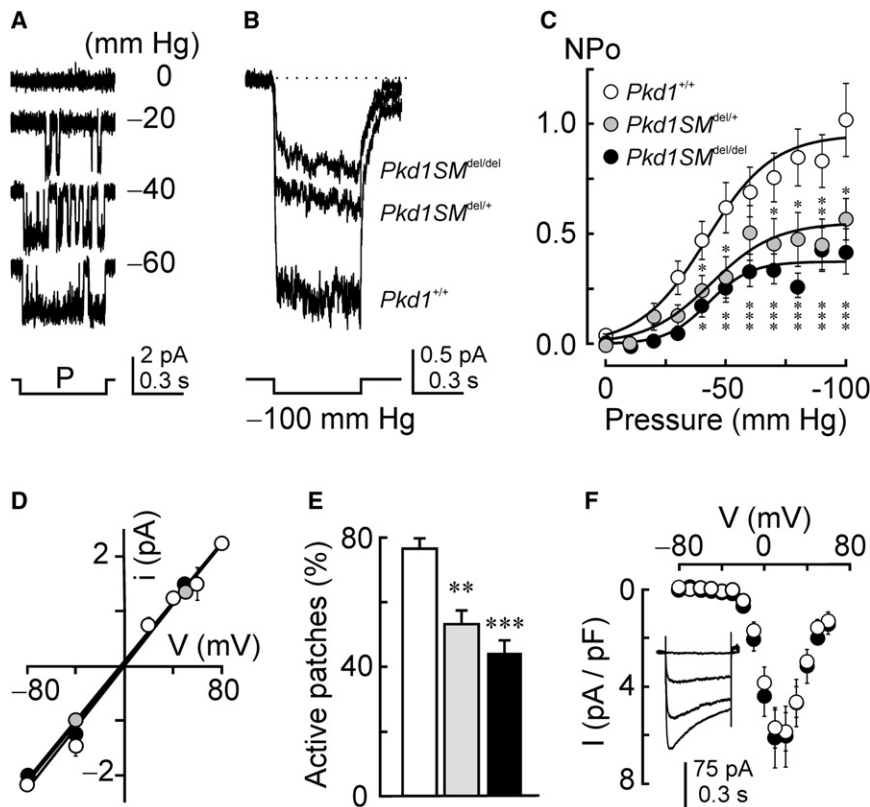 A
(mm Hg)
0
−20
−40
−60
P
2 pA
0.3 s
B
Pkd1SMdel/del
Pkd1SMdel/+
Pkd1+/+
0.5 pA
0.3 s
−100 mm Hg
C
NPo
Pkd1+/+
Pkd1SMdel/+
Pkd1SMdel/del
1.0
0.5
0.0
0
-50
-100
Pressure (mm Hg)
D
i (pA)
2
V (mV)
−80
80
−2
E
Active patches (%)
80
40
0
**
***
F
V (mV)
−80
0
80
0
4
8
I (pA / pF)
75 pA
0.3 s